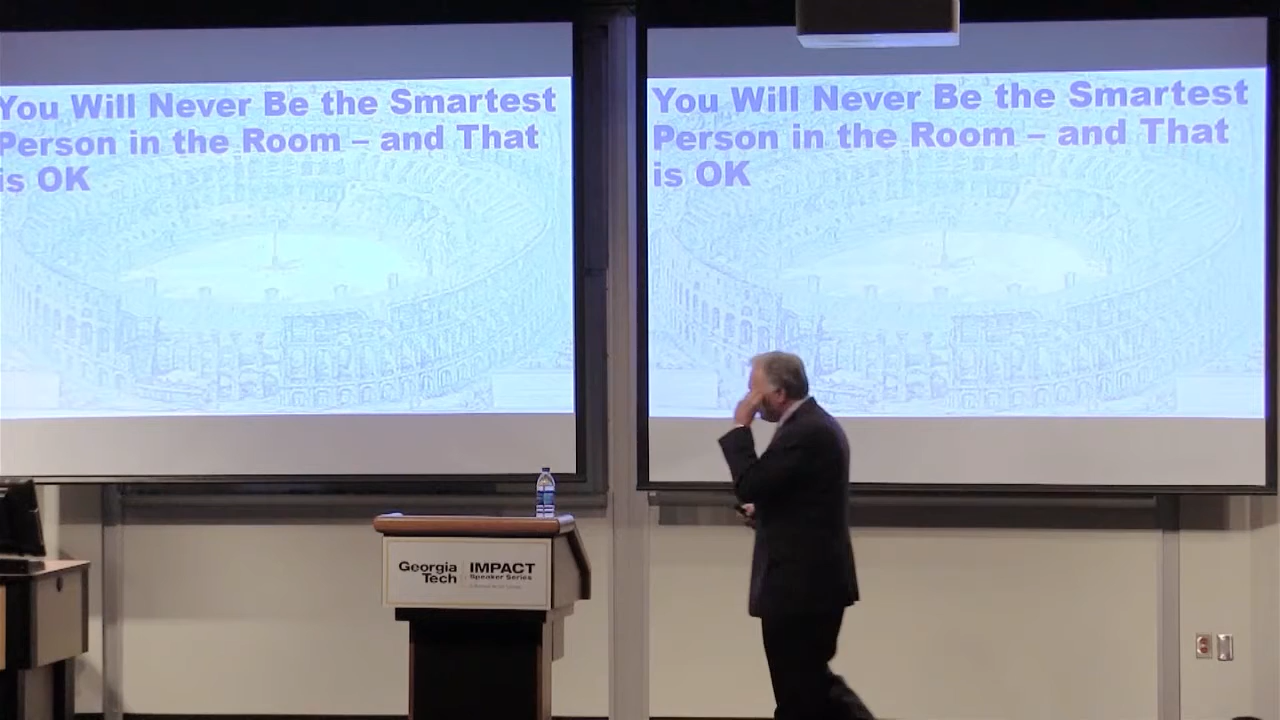 You Will Never Be the Smartest
Person in the Room – and That
is OK
You Will Never Be the Smartest
Person in the Room – and That
is OK
Georgia
Tech
IMPACT
Speaker Series